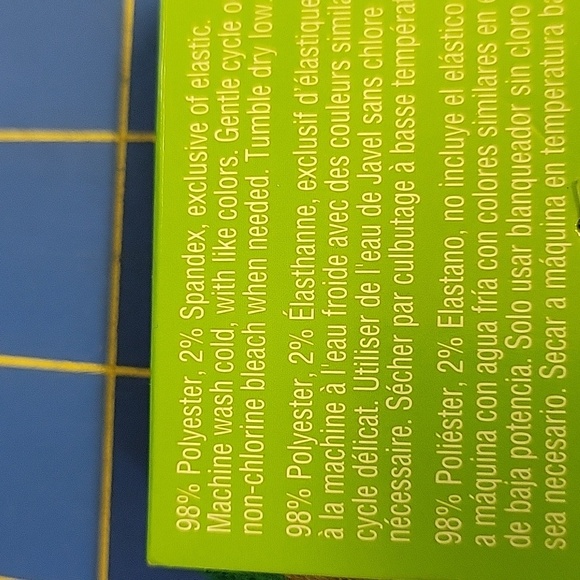 98% Polyester, 2% Spandex, exclusive of elastic.
Machine wash cold, with like colors. Gentle cycle o
non-chlorine bleach when needed. Tumble dry low.
98% Polyester, 2% Élasthanne, exclusif d'élastique
à la machine à l'eau froide avec des couleurs simila
cycle délicat. Utiliser de l'eau de Javel sans chlore
nécessaire. Sécher par culbutage à basse températ
98% Poliéster, 2% Elastano, no incluye el elástico
a máquina con agua fría con colores similares en
de baja potencia. Solo usar blanqueador sin cloro
sea necesario. Secar a máquina en temperatura ba